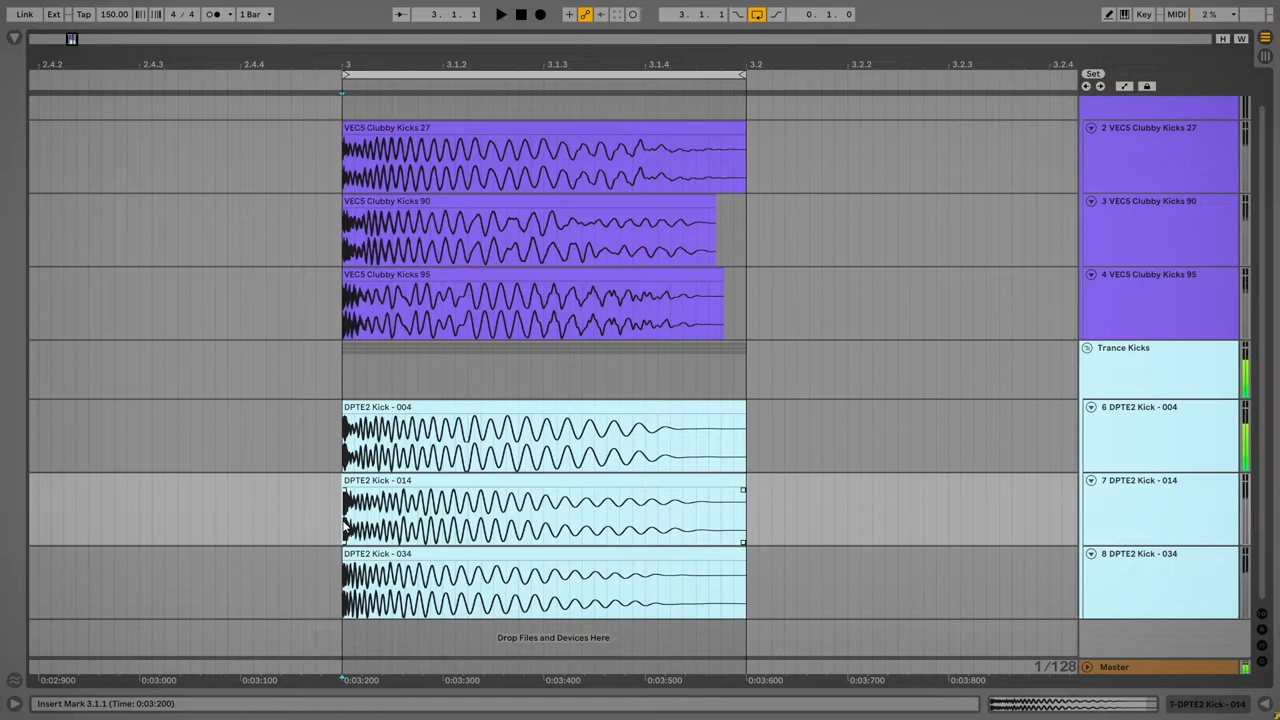 Link Ext Tap 150.00 4 / 4 1 Bar 3. 1. 1 3. 1. 1 0. 1. 0 Key MIDI 2 %
H W
2.4.2 2.4.3 2.4.4 3 3.1.2 3.1.3 3.1.4 3.2 3.2.2 3.2.3 3.2.4
Set
VEC5 Clubby Kicks 27 2 VEC5 Clubby Kicks 27
VEC5 Clubby Kicks 90 3 VEC5 Clubby Kicks 90
VEC5 Clubby Kicks 95 4 VEC5 Clubby Kicks 95
Trance Kicks
DPTE2 Kick - 004 6 DPTE2 Kick - 004
DPTE2 Kick - 014 7 DPTE2 Kick - 014
DPTE2 Kick - 034 8 DPTE2 Kick - 034
Drop Files and Devices Here
1/128 Master
0:02:900 0:03:000 0:03:100 0:03:200 0:03:300 0:03:400 0:03:500 0:03:600 0:03:700 0:03:800
Insert Mark 3.1.1 (Time: 0:03:200) 7-DPTE2 Kick - 014